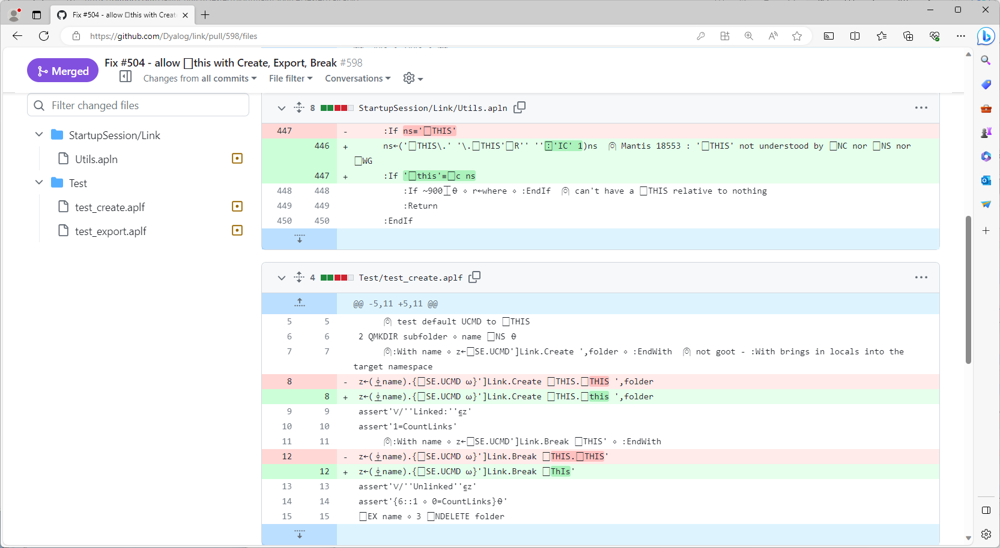 Fix #504 - allow ⎕this with Creat
https://github.com/Dyalog/link/pull/598/files
Merged
Fix #504 - allow ⎕this with Create, Export, Break #598
Changes from all commits
File filter
Conversations
Filter changed files
StartupSession/Link
Utils.apln
Test
test_create.aplf
test_export.aplf
8 StartupSession/Link/Utils.apln
447 - :If ns≡'⎕THIS'
446 + ns←('⎕THIS\.' '\.⎕THIS'⎕R'' ''⍠'IC' 1)ns ⍝ Mantis 18553 : '⎕THIS' not understood by ⎕NC nor ⎕NS nor
⎕WG
447 + :If '⎕this'≡⎕c ns
448 448 :If ~900⌶⍬ ⋄ r←where ⋄ :EndIf ⍝ can't have a ⎕THIS relative to nothing
449 449 :Return
450 450 :EndIf
4 Test/test_create.aplf
@@ -5,11 +5,11 @@
5 5 ⍝ test default UCMD to ⎕THIS
6 6 2 QMKDIR subfolder ⋄ name ⎕NS ⍬
7 7 ⍝:With name ⋄ z←⎕SE.UCMD']Link.Create ',folder ⋄ :EndWith ⍝ not goot - :With brings in locals into the
target namespace
8 - z←(⍎name).{⎕SE.UCMD ⍵}']Link.Create ⎕THIS.⎕THIS ',folder
8 + z←(⍎name).{⎕SE.UCMD ⍵}']Link.Create ⎕THIS.⎕this ',folder
9 9 assert'∨/''Linked:''⍷z'
10 10 assert'1=CountLinks'
11 11 ⍝:With name ⋄ z←⎕SE.UCMD']Link.Break ⎕THIS' ⋄ :EndWith
12 - z←(⍎name).{⎕SE.UCMD ⍵}']Link.Break ⎕THIS.⎕THIS'
12 + z←(⍎name).{⎕SE.UCMD ⍵}']Link.Break ⎕ThIs'
13 13 assert'∨/''Unlinked''⍷z'
14 14 assert'{6::1 ⋄ 0=CountLinks}⍬'
15 15 ⎕EX name ⋄ 3 ⎕NDELETE folder